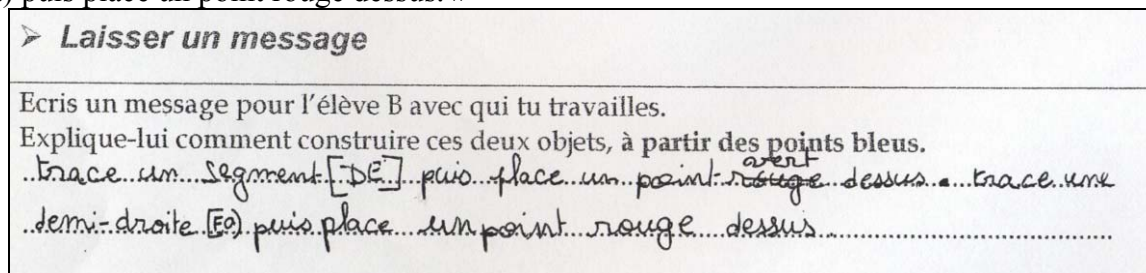 ) puis place un point rouge dessus. »
➢ Laisser un message
Ecris un message pour l'élève B avec qui tu travailles.
Explique-lui comment construire ces deux objets, à partir des points bleus.
trace un segment [DE] puis place un point rouge vert dessus. trace une
demi-droite [EO) puis place un point rouge dessus